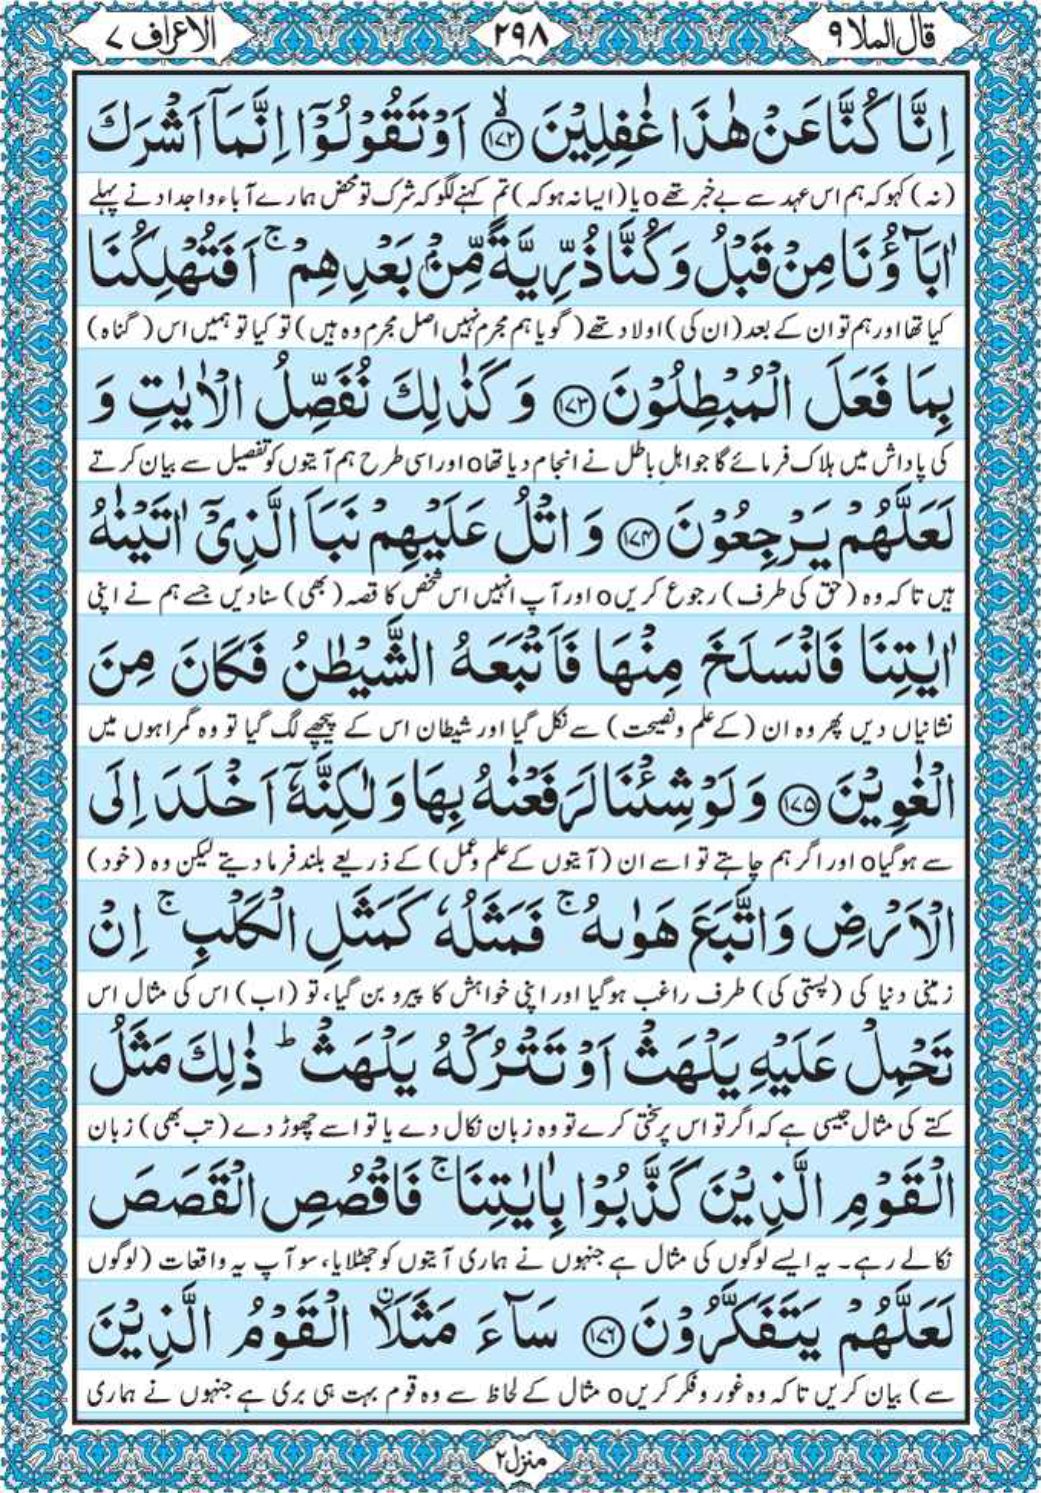 قال الملا ٩ ٢٩٨ الاعراف ٧
اِنَّا كُنَّا عَنْ هٰذَا غٰفِلِيْنَ ۙ﴿١٧٢﴾ اَوْ تَقُوْلُوْۤا اِنَّمَاۤ اَشْرَكَ
(نہ) کہو کہ ہم اس عہد سے بے خبر تھے o یا (ایسا نہ ہو کہ) تم کہنے لگو کہ شرک تو محض ہمارے آباء و اجداد نے پہلے
اٰبَآؤُنَا مِنْ قَبْلُ وَ كُنَّا ذُرِّيَّةً مِّنْۢ بَعْدِهِمْ ۚ اَفَتُهْلِكُنَا
کیا تھا اور ہم تو ان کے بعد (ان کی) اولاد تھے (گویا ہم مجرم نہیں اصل مجرم وہ ہیں) تو کیا تو ہمیں اس (گناہ)
بِمَا فَعَلَ الْمُبْطِلُوْنَ ﴿١٧٣﴾ وَ كَذٰلِكَ نُفَصِّلُ الْاٰيٰتِ وَ
کی پاداش میں ہلاک فرمائے گا جو اہلِ باطل نے انجام دیا تھا o اور اسی طرح ہم آیتوں کو تفصیل سے بیان کرتے
لَعَلَّهُمْ يَرْجِعُوْنَ ﴿١٧٤﴾ وَ اتْلُ عَلَيْهِمْ نَبَاَ الَّذِيْۤ اٰتَيْنٰهُ
ہیں تاکہ وہ (حق کی طرف) رجوع کریں o اور آپ انہیں اس شخص کا قصہ (بھی) سنا دیں جسے ہم نے اپنی
اٰيٰتِنَا فَانْسَلَخَ مِنْهَا فَاَتْبَعَهُ الشَّيْطٰنُ فَكَانَ مِنَ
نشانیاں دیں پھر وہ ان (کے علم و نصیحت) سے نکل گیا اور شیطان اس کے پیچھے لگ گیا تو وہ گمراہوں میں
الْغٰوِيْنَ ﴿١٧٥﴾ وَ لَوْ شِئْنَا لَرَفَعْنٰهُ بِهَا وَ لٰكِنَّهٗۤ اَخْلَدَ اِلَى
سے ہو گیا o اور اگر ہم چاہتے تو اسے ان (آیتوں کے علم و عمل) کے ذریعے بلند فرما دیتے لیکن وہ (خود)
الْاَرْضِ وَ اتَّبَعَ هَوٰىهُ ۚ فَمَثَلُهٗ كَمَثَلِ الْكَلْبِ ۚ اِنْ
زمینی دنیا کی (پستی کی) طرف راغب ہو گیا اور اپنی خواہش کا پیرو بن گیا، تو (اب) اس کی مثال اس
تَحْمِلْ عَلَيْهِ يَلْهَثْ اَوْ تَتْرُكْهُ يَلْهَثْ ؕ ذٰلِكَ مَثَلُ
کتے کی مثال جیسی ہے کہ اگر تو اس پر سختی کرے تو وہ زبان نکال دے یا تو اسے چھوڑ دے (تب بھی) زبان
الْقَوْمِ الَّذِيْنَ كَذَّبُوْا بِاٰيٰتِنَا ۚ فَاقْصُصِ الْقَصَصَ
نکالے رہے۔ یہ ایسے لوگوں کی مثال ہے جنہوں نے ہماری آیتوں کو جھٹلایا، سو آپ یہ واقعات (لوگوں
لَعَلَّهُمْ يَتَفَكَّرُوْنَ ﴿١٧٦﴾ سَآءَ مَثَلَاۨ الْقَوْمُ الَّذِيْنَ
سے) بیان کریں تاکہ وہ غور و فکر کریں o مثال کے لحاظ سے وہ قوم بہت ہی بری ہے جنہوں نے ہماری
منزل ٢